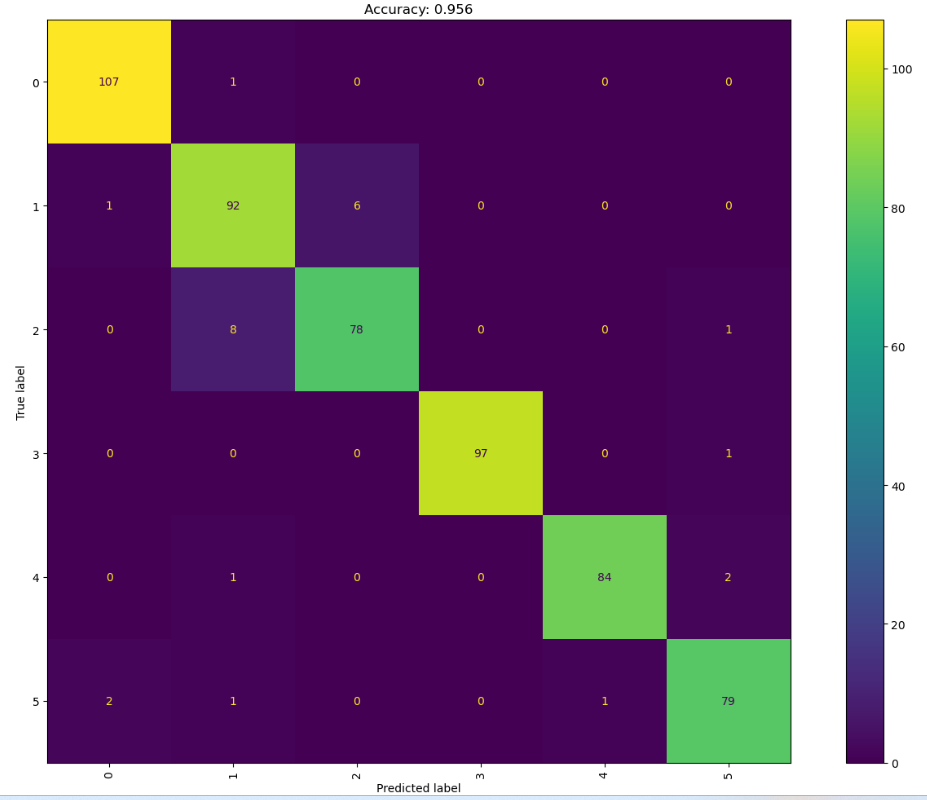 Accuracy: 0.956
0 107 1 0 0 0 0
1 1 92 6 0 0 0
2 0 8 78 0 0 1
3 0 0 0 97 0 1
4 0 1 0 0 84 2
5 2 1 0 0 1 79
0 1 2 3 4 5
True label
Predicted label
100
80
60
40
20
0